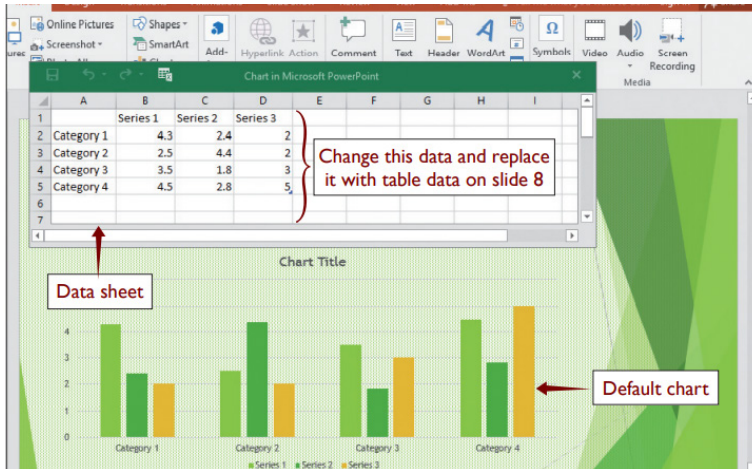 Online Pictures
Shapes
Screenshot
SmartArt
Add-
Hyperlink
Action
Comment
Text
Header
WordArt
Symbols
Video
Audio
Screen
Recording
Media
Chart in Microsoft PowerPoint
A B C D E F G H I
1 Series 1 Series 2 Series 3
2 Category 1 4.3 2.4 2
3 Category 2 2.5 4.4 2
4 Category 3 3.5 1.8 3
5 Category 4 4.5 2.8 5
6
7
Change this data and replace
it with table data on slide 8
Data sheet
Chart Title
4
3
2
1
0
Default chart
Category 1 Category 2 Category 3 Category 4
Series 1 Series 2 Series 3